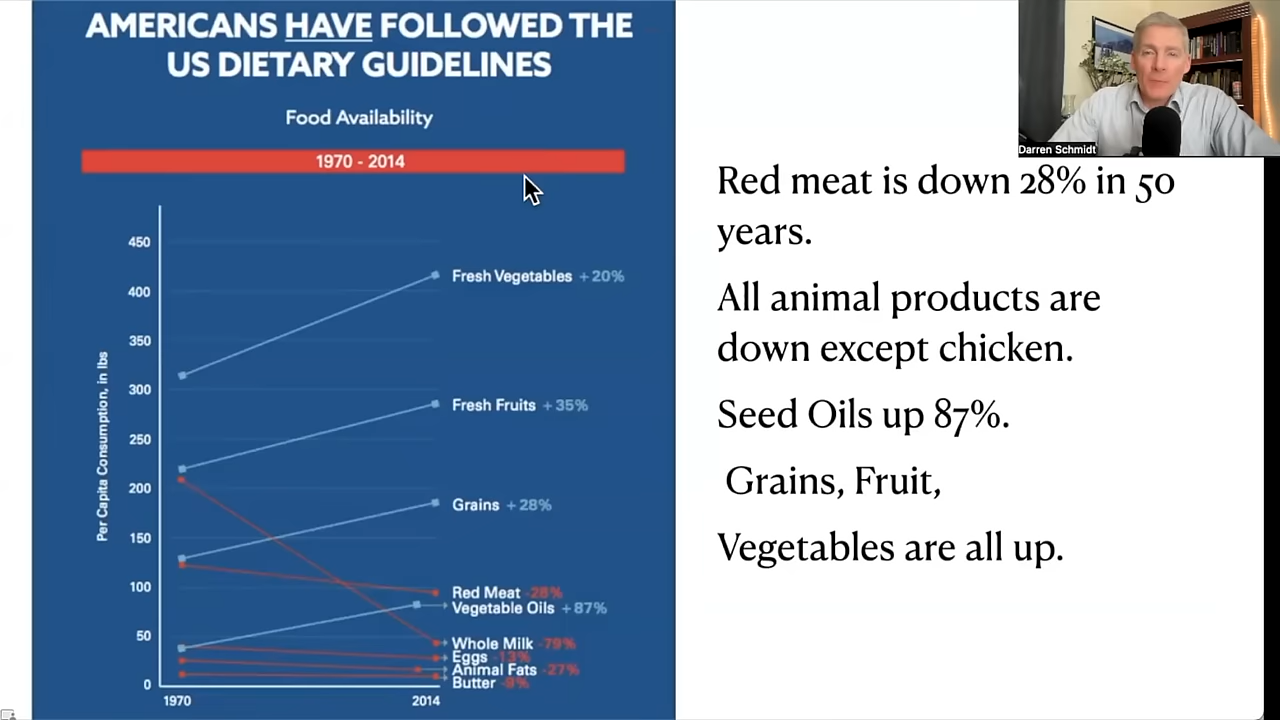 AMERICANS HAVE FOLLOWED THE
US DIETARY GUIDELINES
Food Availability
1970 - 2014
Per Capita Consumption, in lbs
450
400
350
300
250
200
150
100
50
0
1970
2014
Fresh Vegetables +20%
Fresh Fruits +35%
Grains +28%
Red Meat -28%
Vegetable Oils +87%
Whole Milk -79%
Eggs -13%
Animal Fats -27%
Butter -9%
Darren Schmidt
Red meat is down 28% in 50
years.
All animal products are
down except chicken.
Seed Oils up 87%.
Grains, Fruit,
Vegetables are all up.